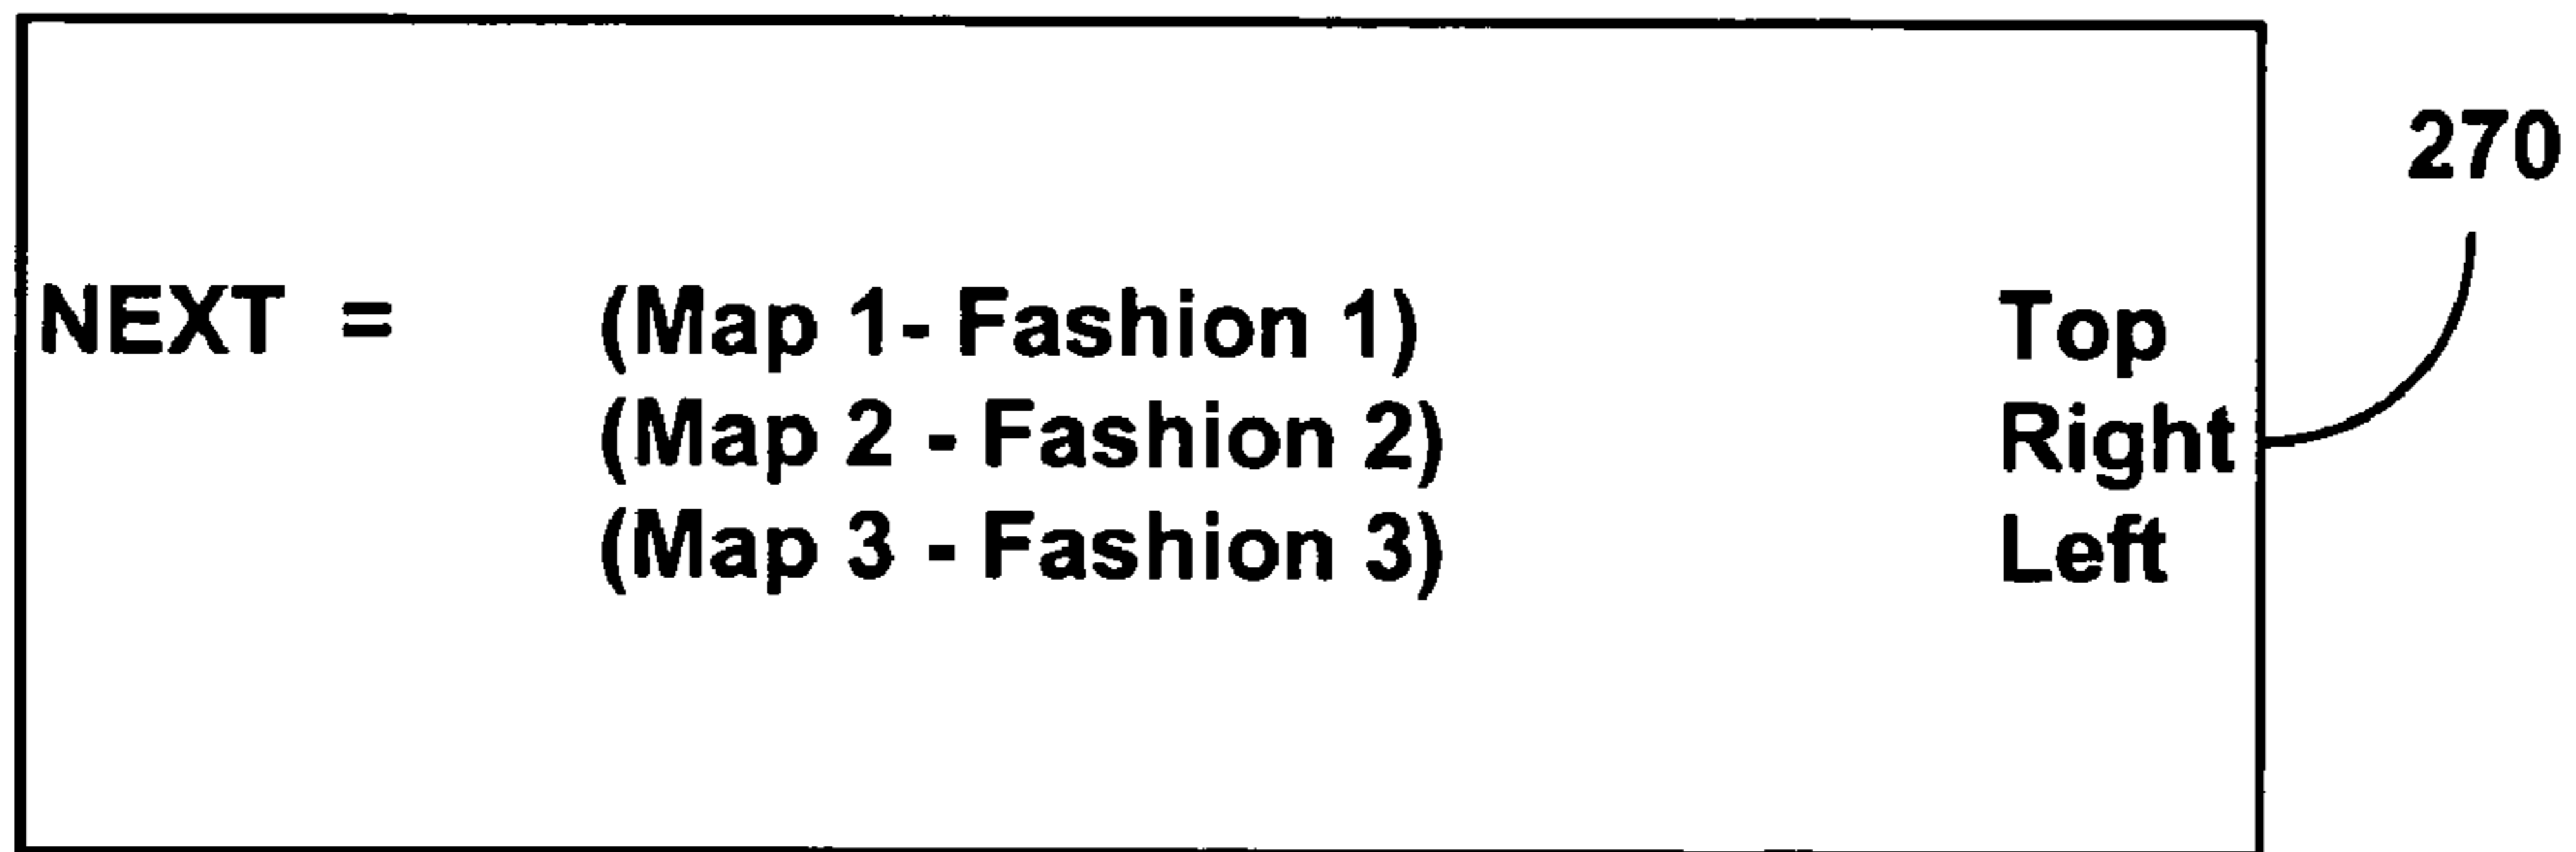 270
NEXT = (Map 1- Fashion 1) Top
(Map 2 - Fashion 2) Right
(Map 3 - Fashion 3) Left